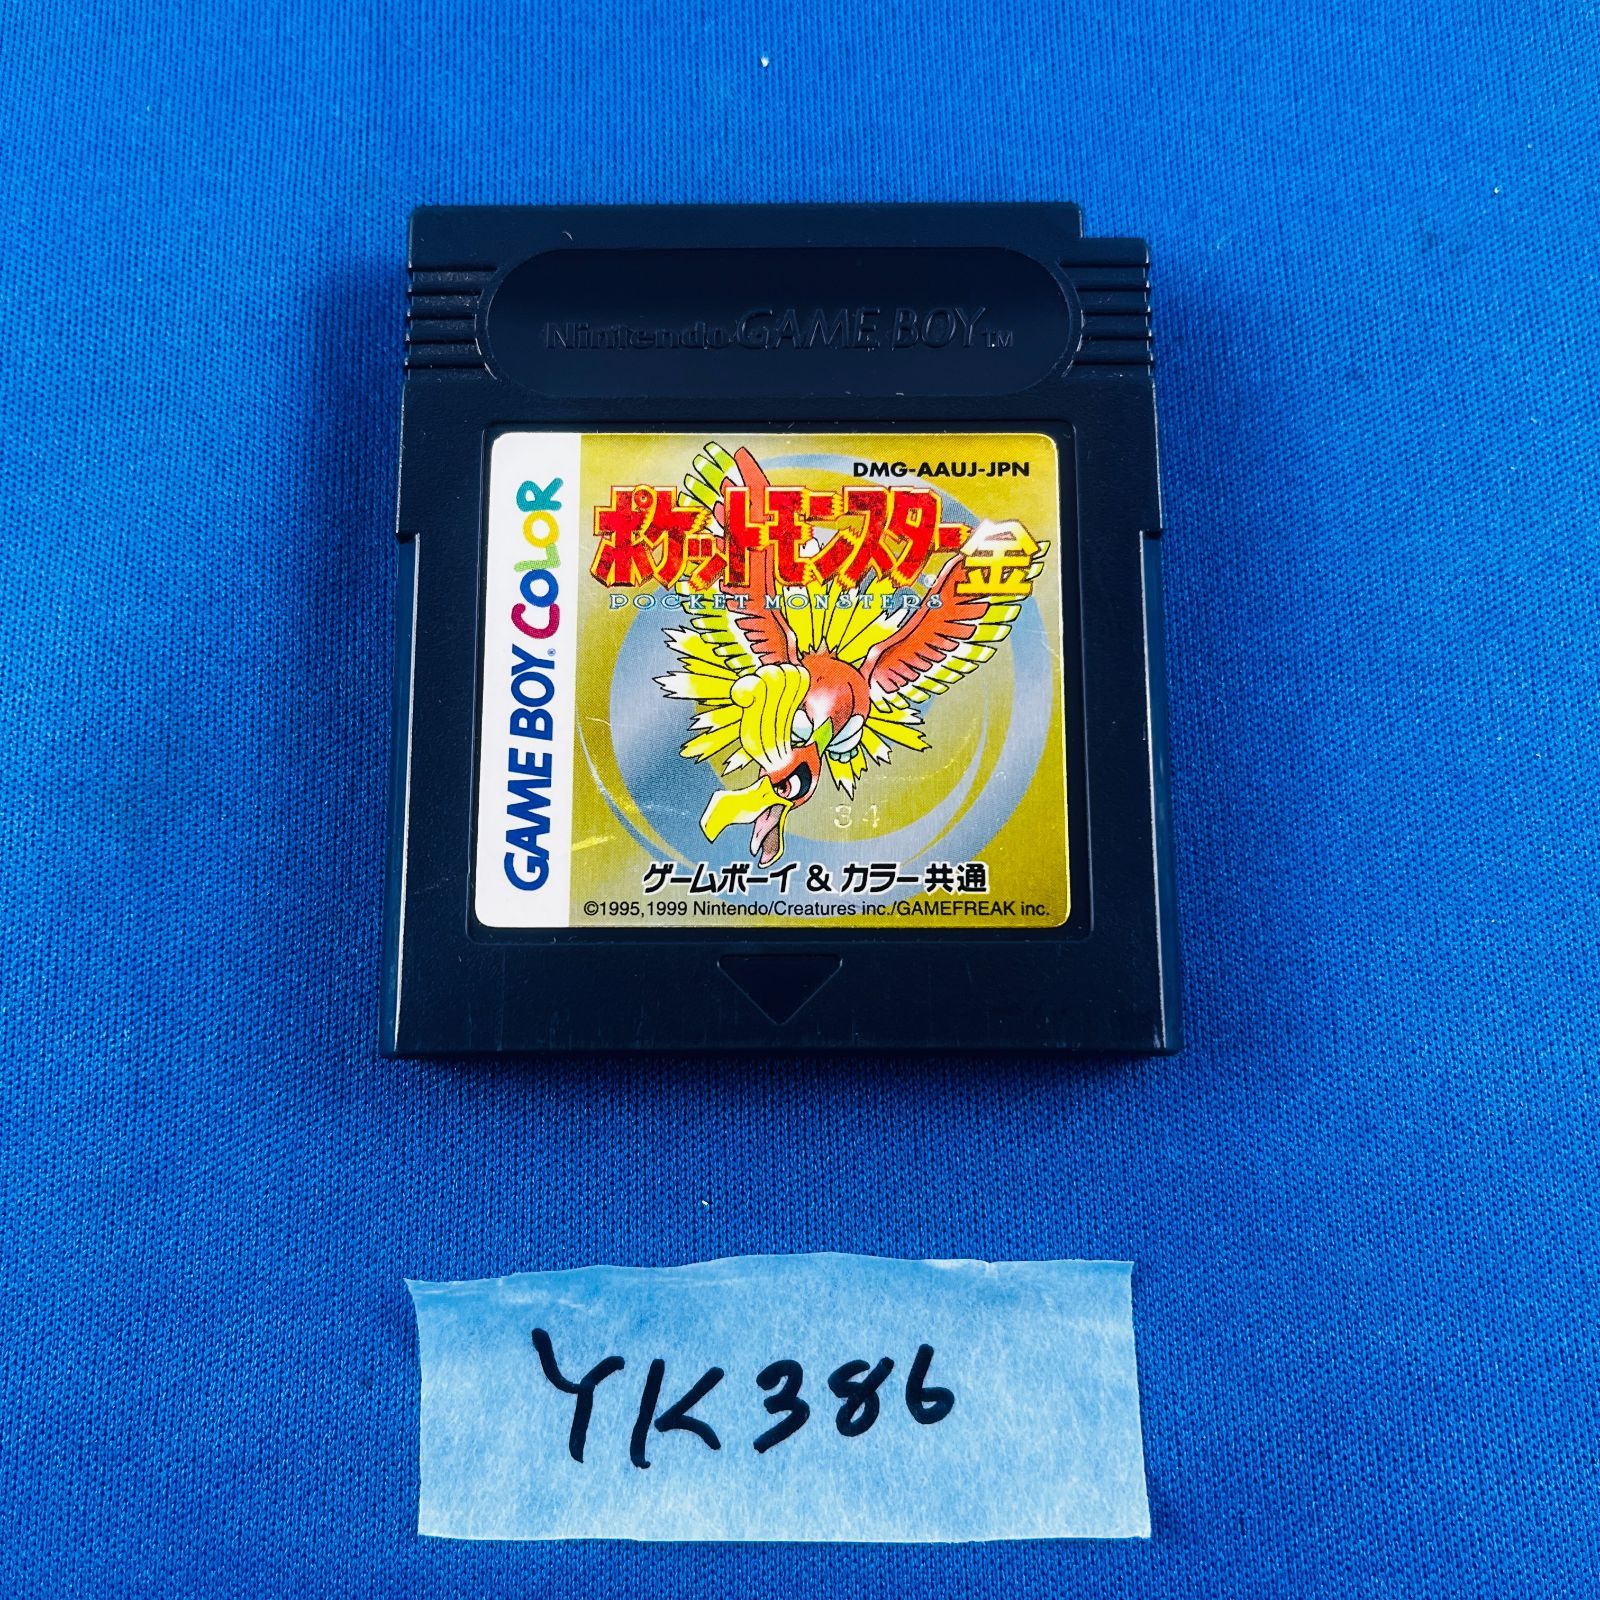 Nintendo GAME BOY™
GAME BOY® COLOR
DMG-AAUJ-JPN
ポケットモンスター® 金
POCKET MONSTERS
34
ゲームボーイ & カラー共通
©1995,1999 Nintendo/Creatures inc./GAMEFREAK inc.
YK386